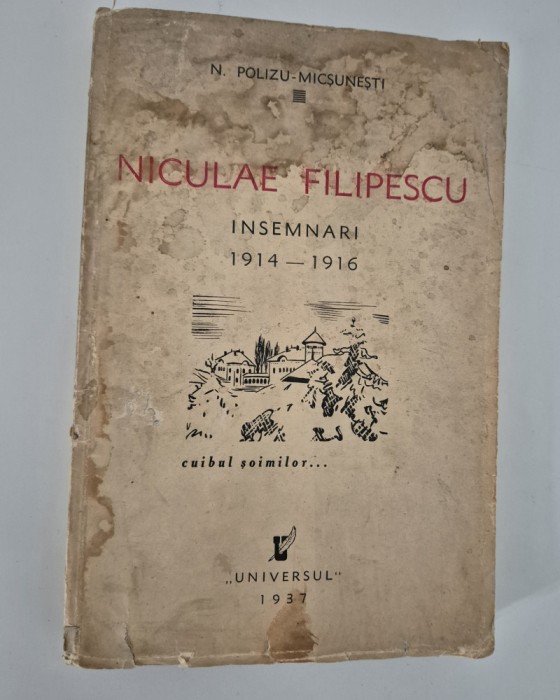 N. POLIZU-MICȘUNEȘTI
NICULAE FILIPESCU
INSEMNARI
1914 — 1916
cuibul șoimilor...
„UNIVERSUL“
1937